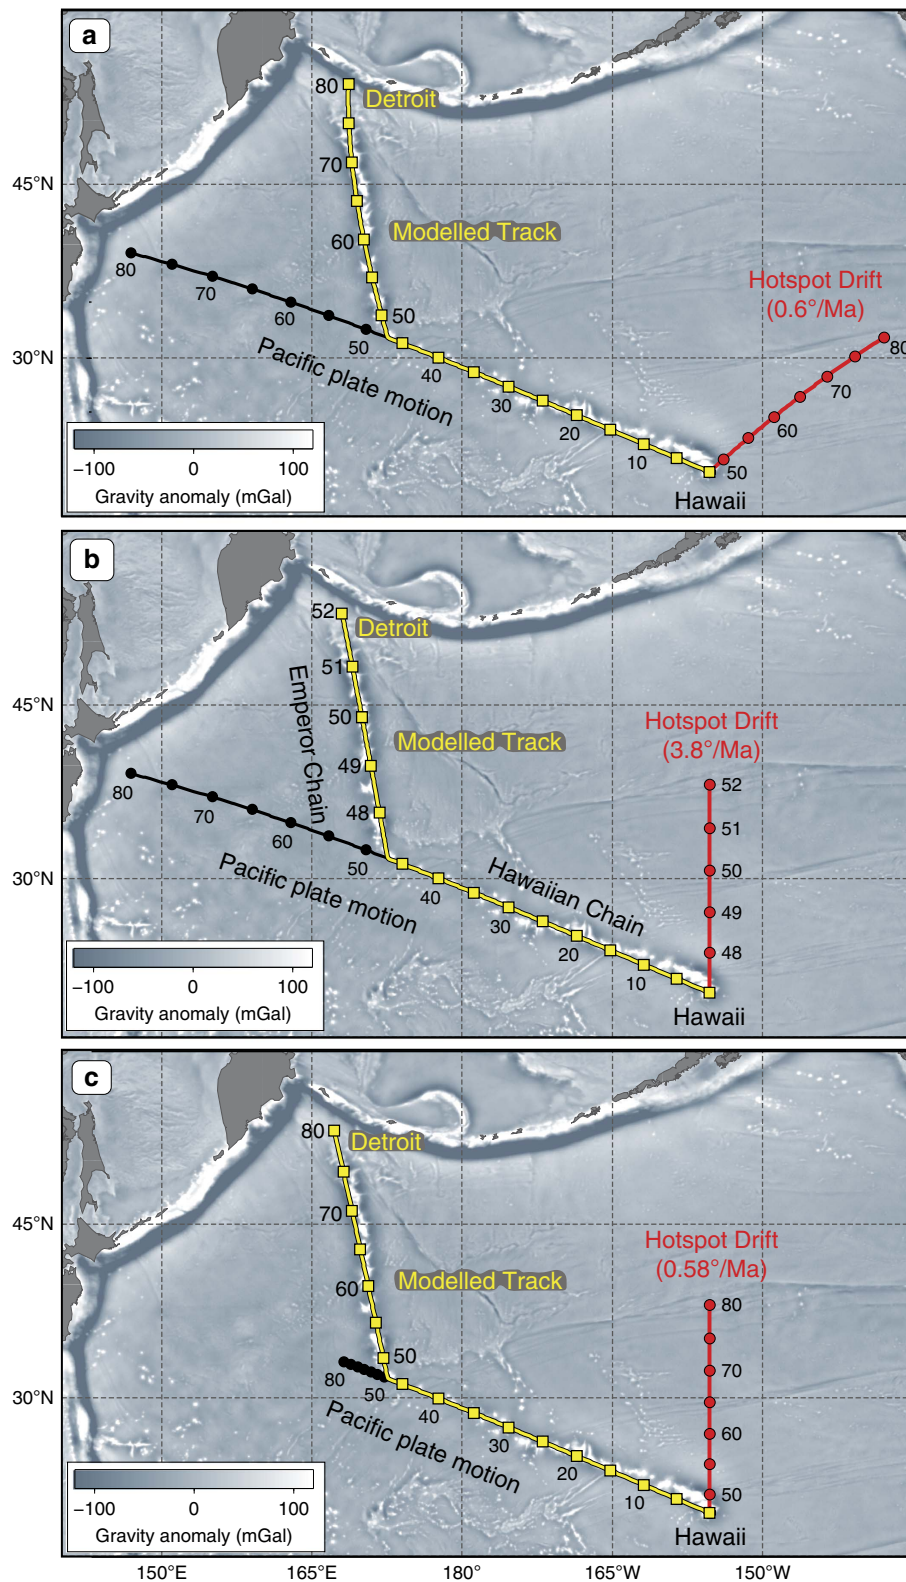 a
80
Detroit
70
45°N
60
Modelled Track
80
70
60
50
50
Hotspot Drift
(0.6°/Ma)
80
70
60
50
30°N
40
30
20
10
Pacific plate motion
Hawaii
−100
0
100
Gravity anomaly (mGal)
b
52
Detroit
51
Emperor Chain
50
45°N
49
Modelled Track
48
80
70
60
50
Hotspot Drift
(3.8°/Ma)
52
51
50
49
48
30°N
40
30
20
10
Hawaiian Chain
Pacific plate motion
Hawaii
−100
0
100
Gravity anomaly (mGal)
c
80
Detroit
70
45°N
60
Modelled Track
50
80
50
Hotspot Drift
(0.58°/Ma)
80
70
60
50
30°N
40
30
20
10
Pacific plate motion
Hawaii
−100
0
100
Gravity anomaly (mGal)
150°E
165°E
180°
165°W
150°W